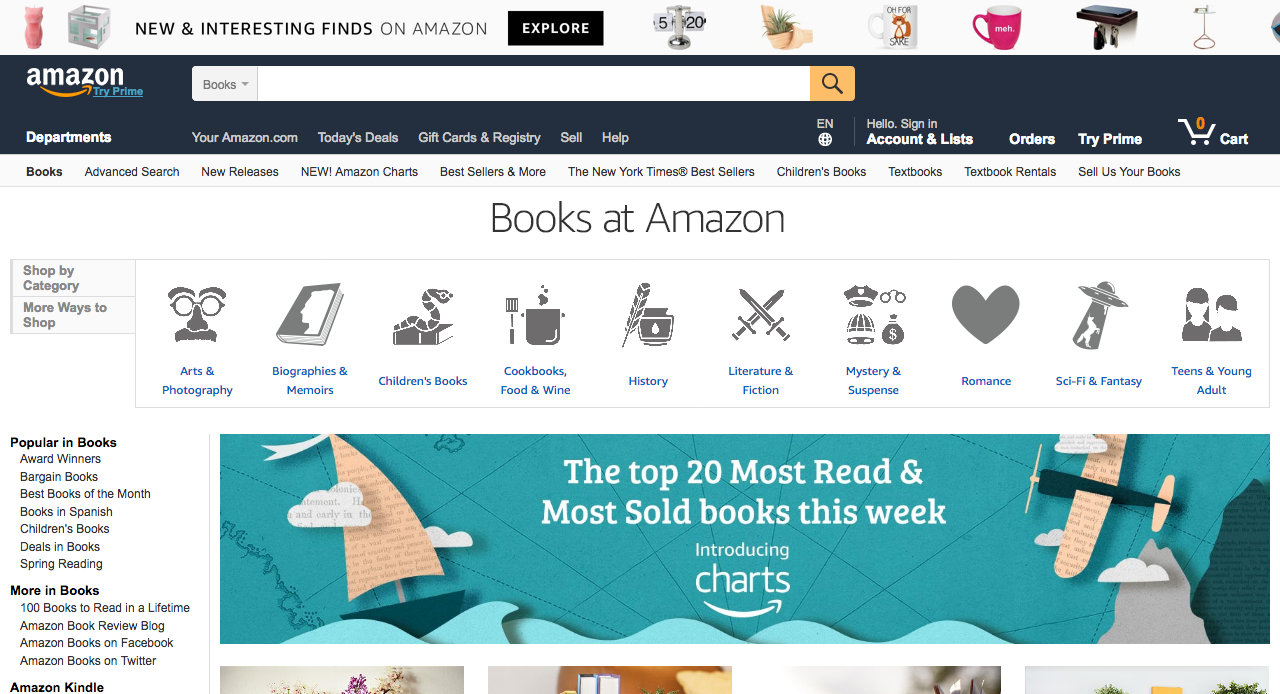 NEW & INTERESTING FINDS ON AMAZON EXPLORE
5 20
OH FOR
SAKE
meh.
amazon
Try Prime
Books
Departments
Your Amazon.com Today's Deals Gift Cards & Registry Sell Help
EN
Hello. Sign in
Account & Lists
Orders
Try Prime
0
Cart
Books Advanced Search New Releases NEW! Amazon Charts Best Sellers & More The New York Times® Best Sellers Children's Books Textbooks Textbook Rentals Sell Us Your Books
Books at Amazon
Shop by
Category
More Ways to
Shop
Arts &
Photography
Biographies &
Memoirs
Children's Books
Cookbooks,
Food & Wine
History
Literature &
Fiction
Mystery &
Suspense
Romance
Sci-Fi & Fantasy
Teens & Young
Adult
Popular in Books
Award Winners
Bargain Books
Best Books of the Month
Books in Spanish
Children's Books
Deals in Books
Spring Reading
More in Books
100 Books to Read in a Lifetime
Amazon Book Review Blog
Amazon Books on Facebook
Amazon Books on Twitter
Amazon Kindle
The top 20 Most Read &
Most Sold books this week
Introducing
charts